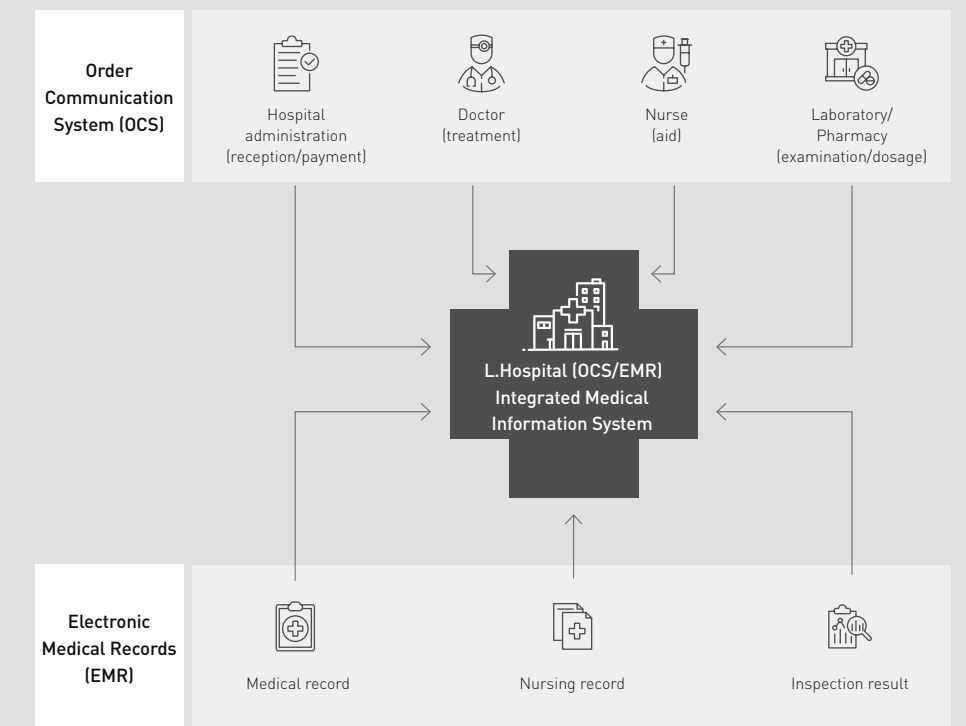 Order
Communication
System (OCS)
Hospital
administration
(reception/payment)
Doctor
(treatment)
Nurse
(aid)
Laboratory/
Pharmacy
(examination/dosage)
L.Hospital (OCS/EMR)
Integrated Medical
Information System
Electronic
Medical Records
(EMR)
Medical record
Nursing record
Inspection result